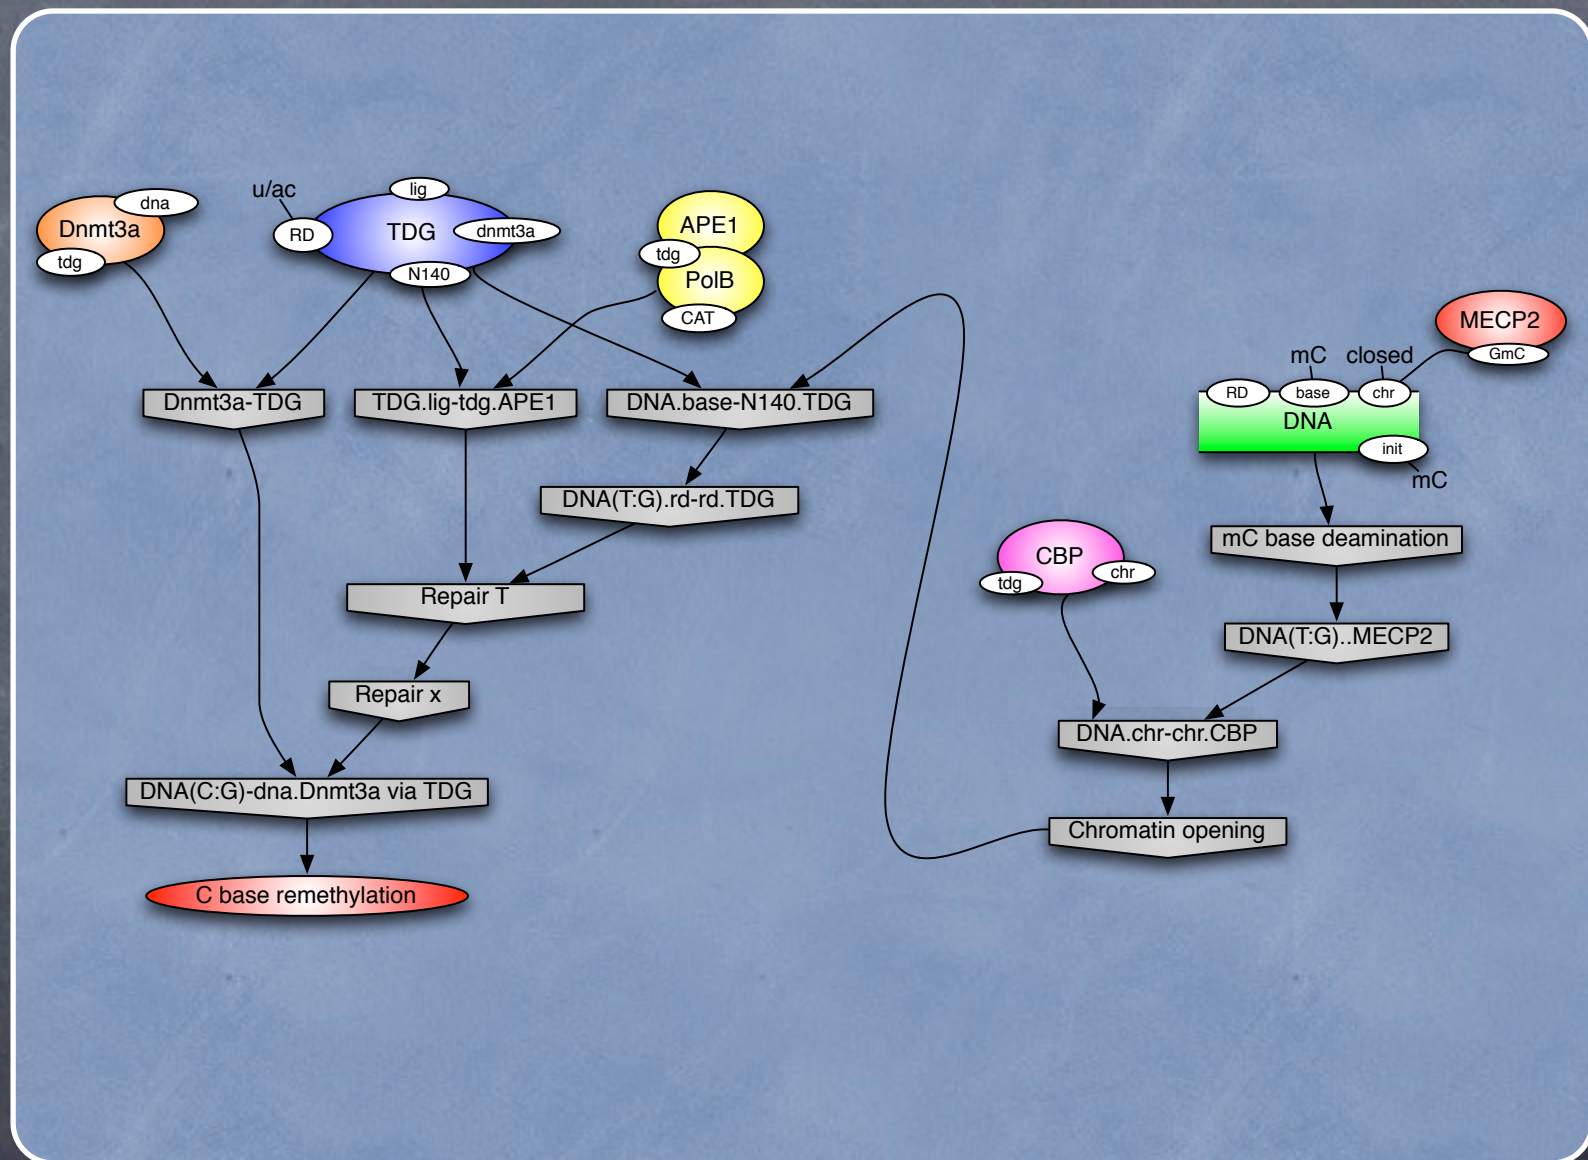 dna
Dnmt3a
tdg
u/ac
lig
RD
TDG
dnmt3a
N140
APE1
tdg
PolB
CAT
MECP2
GmC
mC
closed
RD
base
chr
DNA
init
mC
Dnmt3a-TDG
TDG.lig-tdg.APE1
DNA.base-N140.TDG
DNA(T:G).rd-rd.TDG
mC base deamination
CBP
tdg
chr
Repair T
DNA(T:G)..MECP2
Repair x
DNA.chr-chr.CBP
DNA(C:G)-dna.Dnmt3a via TDG
Chromatin opening
C base remethylation